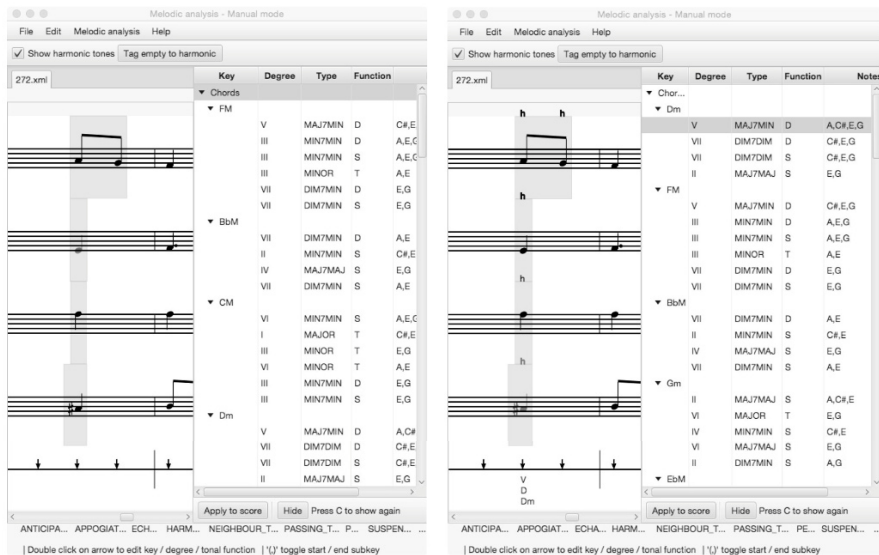 Melodic analysis - Manual mode
File Edit Melodic analysis Help
Show harmonic tones Tag empty to harmonic
272.xml
Key Degree Type Function
Chords
FM
V MAJ7MIN D C#,E
III MIN7MIN D A,E,G
III MIN7MIN S A,E,G
III MINOR T A,E
VII DIM7MIN D E,G
VII DIM7MIN S E,G
BbM
VII DIM7MIN D A,E
II MIN7MIN S C#,E
IV MAJ7MAJ S E,G
VII DIM7MIN S A,E
CM
VI MIN7MIN S A,E,G
I MAJOR T C#,E
III MINOR T E,G
VI MINOR T A,E
III MIN7MIN D E,G
III MIN7MIN S E,G
Dm
V MAJ7MIN D A,C#
VII DIM7DIM D C#,E
VII DIM7DIM S C#,E
II MAJ7MAJ S E,G
Apply to score Hide Press C to show again
ANTICIPA... APPOGIAT... ECH... HARM... NEIGHBOUR_T... PASSING_T... P... SUSPEN... ...
| Double click on arrow to edit key / degree / tonal function | '(,)' toggle start / end subkey
Melodic analysis - Manual mode
File Edit Melodic analysis Help
Show harmonic tones Tag empty to harmonic
272.xml
h h
h
h
h
V
D
Dm
Key Degree Type Function Notes
Chor...
Dm
V MAJ7MIN D A,C#,E,G
VII DIM7DIM D C#,E,G
VII DIM7DIM S C#,E,G
II MAJ7MAJ S E,G
FM
V MAJ7MIN D C#,E,G
III MIN7MIN D A,E,G
III MIN7MIN S A,E,G
III MINOR T A,E
VII DIM7MIN D E,G
VII DIM7MIN S E,G
BbM
VII DIM7MIN D A,E
II MIN7MIN S C#,E
IV MAJ7MAJ S E,G
VII DIM7MIN S A,E
Gm
II MAJ7MAJ S A,C#,E
VI MAJOR T E,G
IV MIN7MIN S C#,E
VI MAJ7MAJ S E,G
II DIM7MIN S A,G
EbM
Apply to score Hide Press C to show again
ANTICIPA... APPOGIAT... ECHA... HARM... NEIGHBOUR_T... PASSING_T... PE... SUSPEN... ...
| Double click on arrow to edit key / degree / tonal function | '(,)' toggle start / end subkey